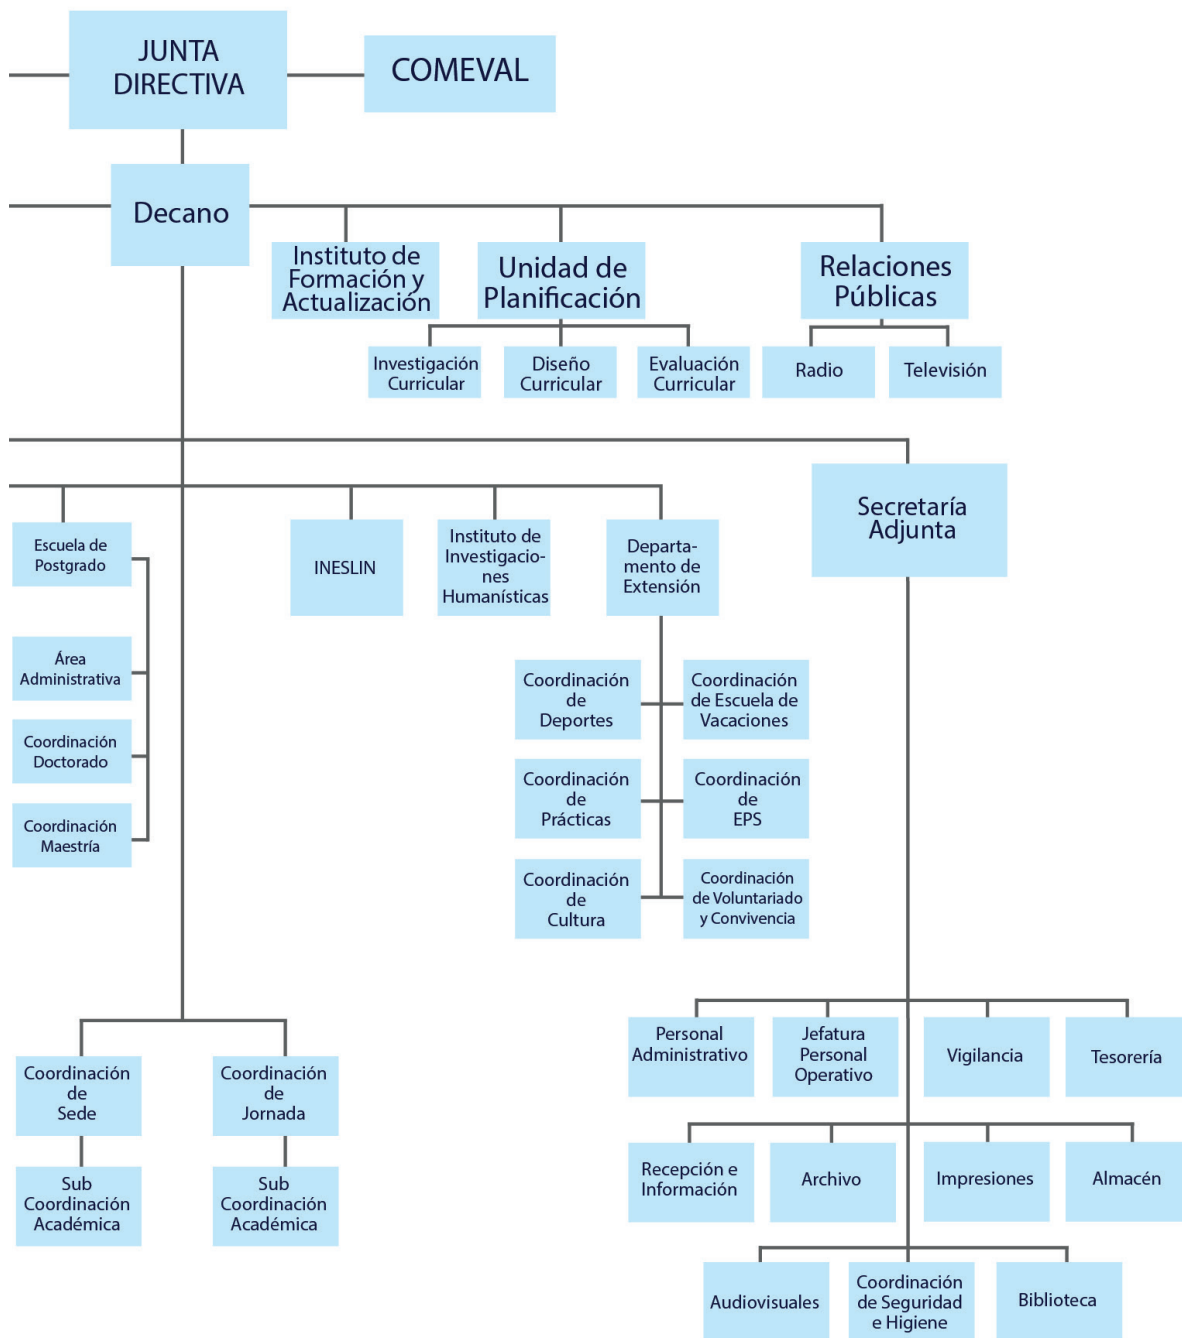 JUNTA
DIRECTIVA
COMEVAL
Decano
Instituto de
Formación y
Actualización
Unidad de
Planificación
Relaciones
Públicas
Investigación
Curricular
Diseño
Curricular
Evaluación
Curricular
Radio
Televisión
Secretaría
Adjunta
Escuela de
Postgrado
INESLIN
Instituto de
Investigacio-
nes
Humanísticas
Departa-
mento de
Extensión
Área
Administrativa
Coordinación
Doctorado
Coordinación
Maestría
Coordinación
de
Deportes
Coordinación
de Escuela de
Vacaciones
Coordinación
de
Prácticas
Coordinación
de
EPS
Coordinación
de
Cultura
Coordinación
de Voluntariado
y Convivencia
Coordinación
de
Sede
Coordinación
de
Jornada
Sub
Coordinación
Académica
Sub
Coordinación
Académica
Personal
Administrativo
Jefatura
Personal
Operativo
Vigilancia
Tesorería
Recepción e
Información
Archivo
Impresiones
Almacén
Audiovisuales
Coordinación
de Seguridad
e Higiene
Biblioteca